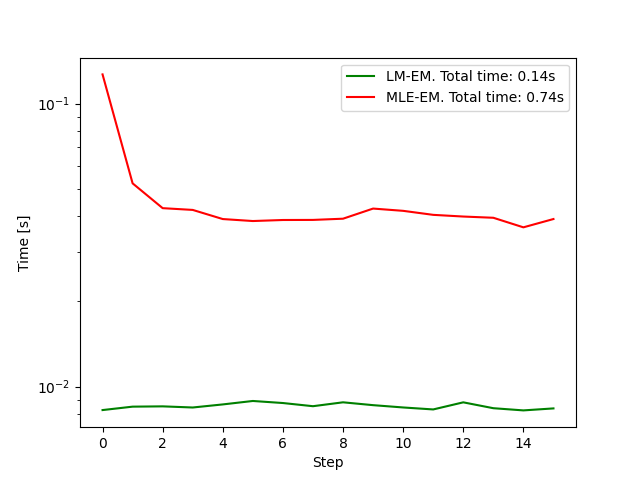 LM-EM. Total time: 0.14s
MLE-EM. Total time: 0.74s
Time [s]
10⁻¹
10⁻²
0 2 4 6 8 10 12 14
Step